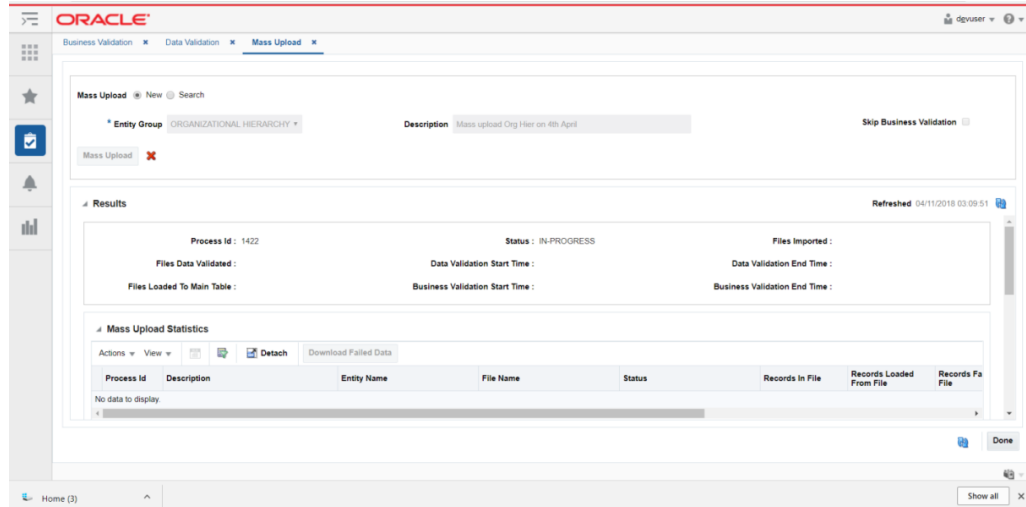 ORACLE
devuser
Business Validation Data Validation Mass Upload
Mass Upload New Search
* Entity Group ORGANIZATIONAL HIERARCHY Description Mass upload Org Hier on 4th April Skip Business Validation
Mass Upload
Results Refreshed 04/11/2018 03:09:51
Process Id : 1422 Status : IN-PROGRESS Files Imported :
Files Data Validated : Data Validation Start Time : Data Validation End Time :
Files Loaded To Main Table : Business Validation Start Time : Business Validation End Time :
Mass Upload Statistics
Actions View Detach Download Failed Data
Process Id Description Entity Name File Name Status Records In File Records Loaded From File Records Fa File
No data to display.
Done
Home (3) Show all